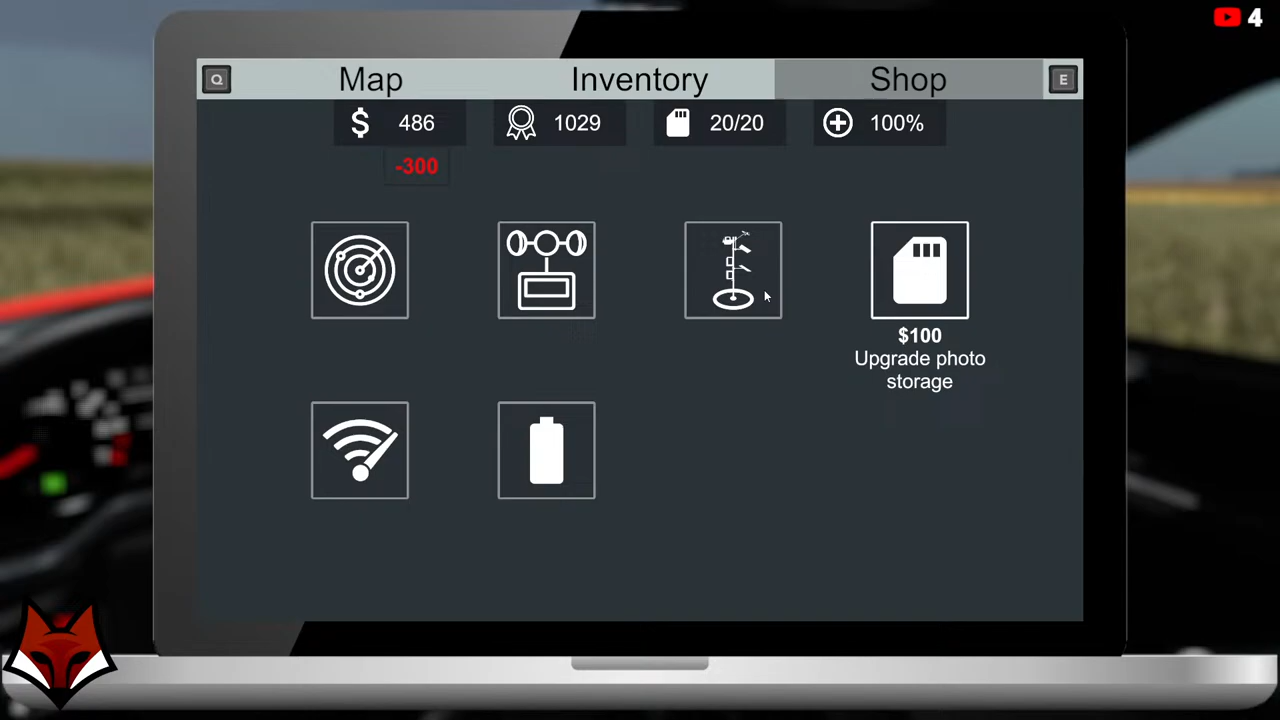 4
Q
Map
Inventory
Shop
E
$ 486
1029
20/20
100%
-300
$100
Upgrade photo
storage